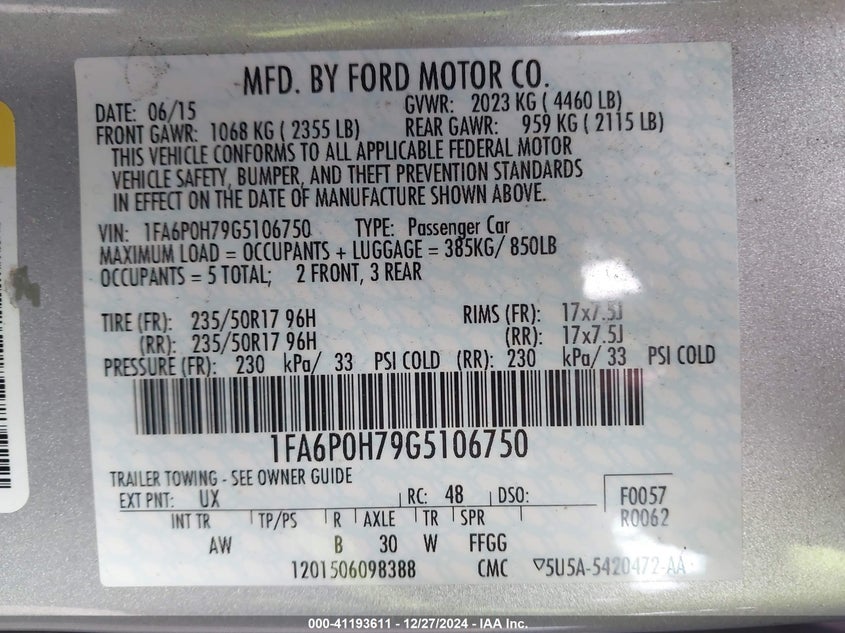 MFD. BY FORD MOTOR CO.
DATE: 06/15 GVWR: 2023 KG ( 4460 LB)
FRONT GAWR: 1068 KG ( 2355 LB) REAR GAWR: 959 KG ( 2115 LB)
THIS VEHICLE CONFORMS TO ALL APPLICABLE FEDERAL MOTOR
VEHICLE SAFETY, BUMPER, AND THEFT PREVENTION STANDARDS
IN EFFECT ON THE DATE OF MANUFACTURE SHOWN ABOVE.
VIN: 1FA6P0H79G5106750 TYPE: Passenger Car
MAXIMUM LOAD = OCCUPANTS + LUGGAGE = 385KG/ 850LB
OCCUPANTS = 5 TOTAL; 2 FRONT, 3 REAR
TIRE (FR): 235/50R17 96H RIMS (FR): 17x7.5J
(RR): 235/50R17 96H (RR): 17x7.5J
PRESSURE (FR): 230 kPa/ 33 PSI COLD (RR): 230 kPa/ 33 PSI COLD
1FA6P0H79G5106750
TRAILER TOWING - SEE OWNER GUIDE
EXT PNT: UX RC: 48 DSO: F0057
INT TR TP/PS R AXLE TR SPR R0062
AW B 30 W FFGG
1201506098388 CMC ▽5U5A-5420472-AA
000-41193611 - 12/27/2024 - IAA Inc.